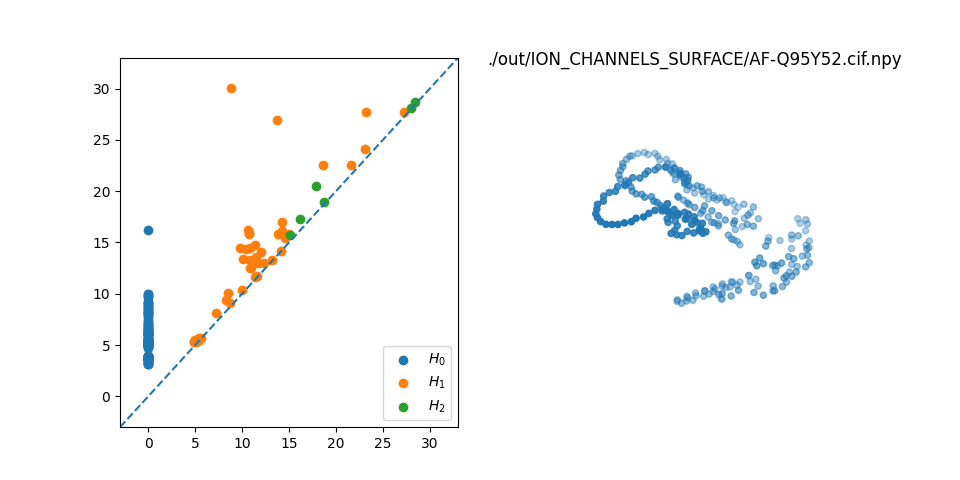 ./out/ION_CHANNELS_SURFACE/AF-Q95Y52.cif.npy
30
25
20
15
10
5
0
H₀
H₁
H₂
0 5 10 15 20 25 30